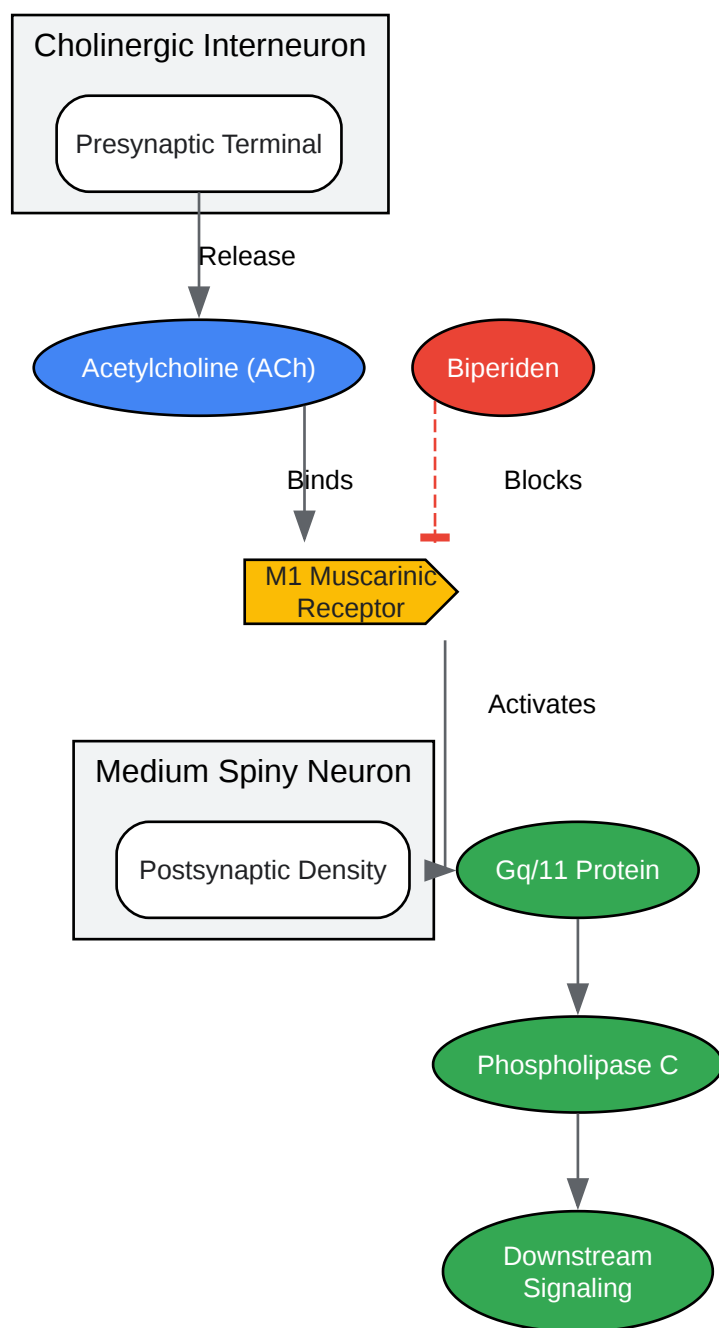 Cholinergic Interneuron
Presynaptic Terminal
Release
Acetylcholine (ACh)
Biperiden
Binds
Blocks
M1 Muscarinic
Receptor
Activates
Medium Spiny Neuron
Postsynaptic Density
Gq/11 Protein
Phospholipase C
Downstream
Signaling